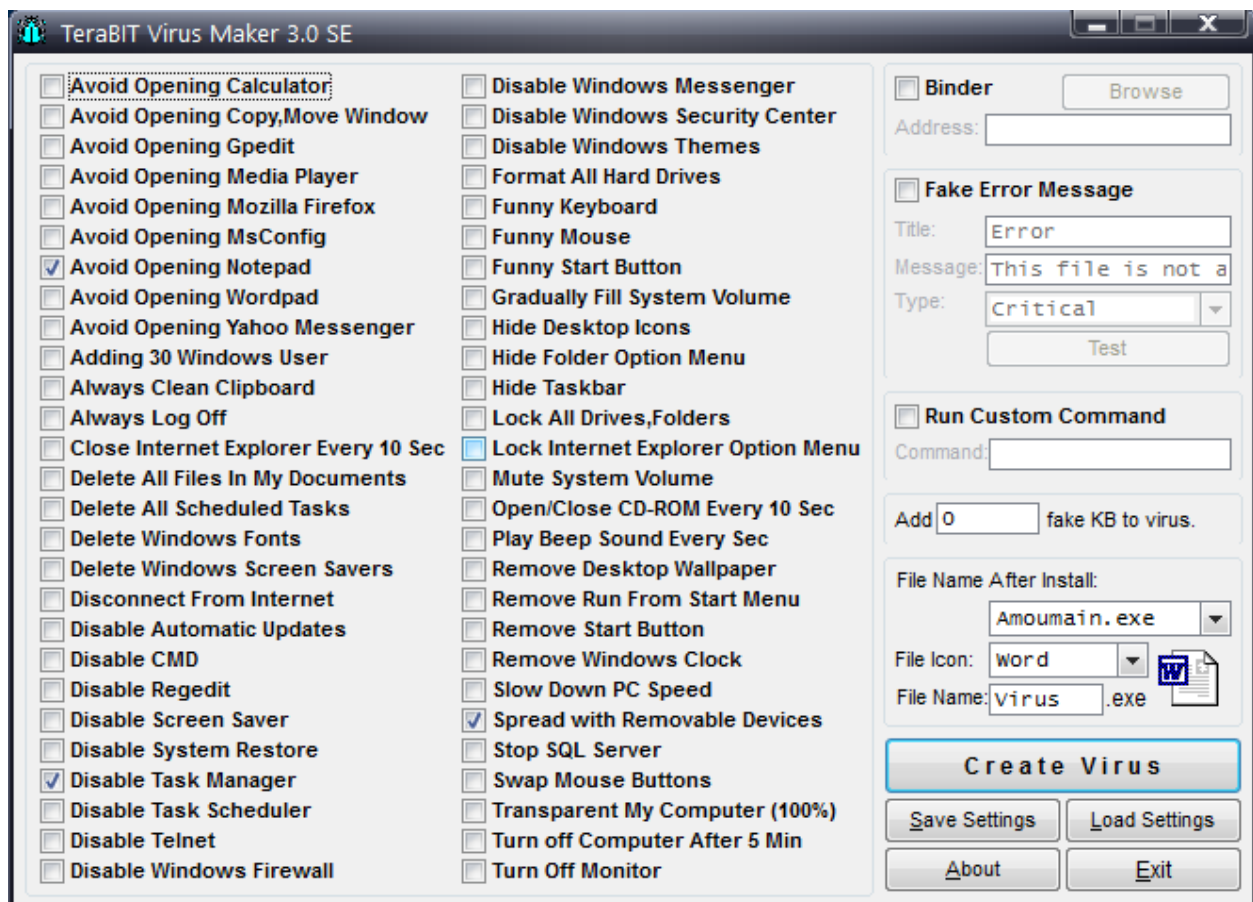 TeraBIT Virus Maker 3.0 SE
Avoid Opening Calculator
Avoid Opening Copy,Move Window
Avoid Opening Gpedit
Avoid Opening Media Player
Avoid Opening Mozilla Firefox
Avoid Opening MsConfig
Avoid Opening Notepad
Avoid Opening Wordpad
Avoid Opening Yahoo Messenger
Adding 30 Windows User
Always Clean Clipboard
Always Log Off
Close Internet Explorer Every 10 Sec
Delete All Files In My Documents
Delete All Scheduled Tasks
Delete Windows Fonts
Delete Windows Screen Savers
Disconnect From Internet
Disable Automatic Updates
Disable CMD
Disable Regedit
Disable Screen Saver
Disable System Restore
Disable Task Manager
Disable Task Scheduler
Disable Telnet
Disable Windows Firewall
Disable Windows Messenger
Disable Windows Security Center
Disable Windows Themes
Format All Hard Drives
Funny Keyboard
Funny Mouse
Funny Start Button
Gradually Fill System Volume
Hide Desktop Icons
Hide Folder Option Menu
Hide Taskbar
Lock All Drives,Folders
Lock Internet Explorer Option Menu
Mute System Volume
Open/Close CD-ROM Every 10 Sec
Play Beep Sound Every Sec
Remove Desktop Wallpaper
Remove Run From Start Menu
Remove Start Button
Remove Windows Clock
Slow Down PC Speed
Spread with Removable Devices
Stop SQL Server
Swap Mouse Buttons
Transparent My Computer (100%)
Turn off Computer After 5 Min
Turn Off Monitor
Binder Browse
Address:
Fake Error Message
Title: Error
Message: This file is not a
Type: Critical
Test
Run Custom Command
Command:
Add 0 fake KB to virus.
File Name After Install:
Amoumain.exe
File Icon: Word
W
File Name: Virus .exe
Create Virus
Save Settings Load Settings
About Exit